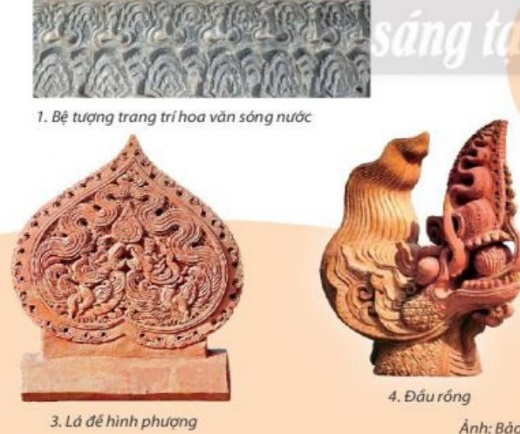 sáng tạ
1. Bệ tượng trang trí hoa văn sóng nước
3. Lá đề hình phượng
4. Đầu rồng
Ảnh: Bảo